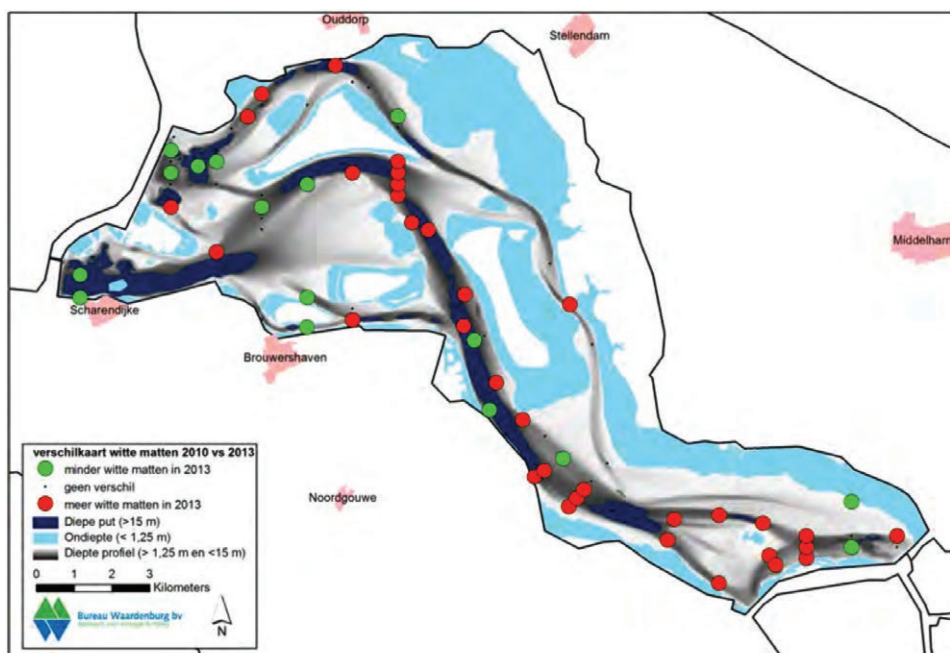 Ouddorp
Stellendam
Middelharn
Scharendijke
Brouwershaven
Noordgouwe
verschilkaart witte matten 2010 vs 2013
minder witte matten in 2013
geen verschil
meer witte matten in 2013
Diepe put (>15 m)
Ondiepte (< 1,25 m)
Diepte profiel (> 1,25 m en <15 m)
0 1 2 3
Kilometers
Bureau Waardenburg bv
N